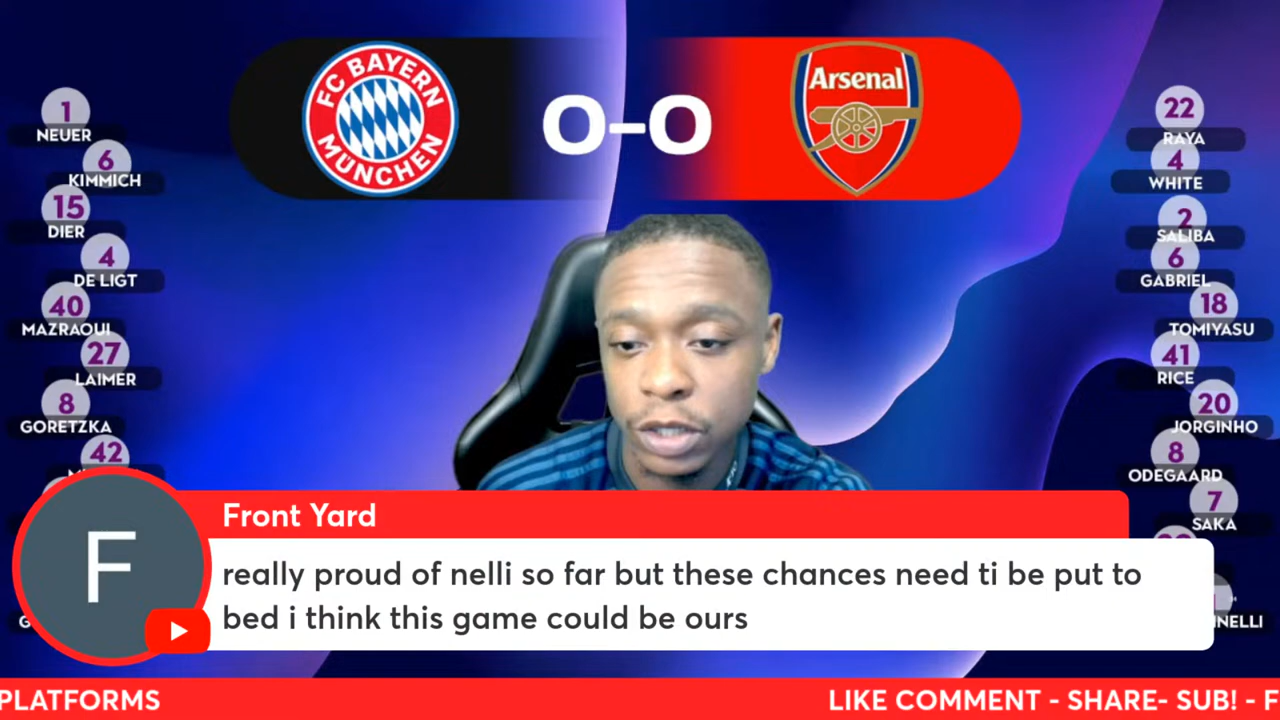 FC BAYERN
MÜNCHEN
0-0
Arsenal
1
NEUER
6
KIMMICH
15
DIER
4
DE LIGT
40
MAZRAOUI
27
LAIMER
8
GORETZKA
42
22
RAYA
4
WHITE
2
SALIBA
6
GABRIEL
18
TOMIYASU
41
RICE
20
JORGINHO
8
ODEGAARD
7
SAKA
INELLI
F
Front Yard
really proud of nelli so far but these chances need ti be put to
bed i think this game could be ours
PLATFORMS
LIKE COMMENT - SHARE- SUB! - F